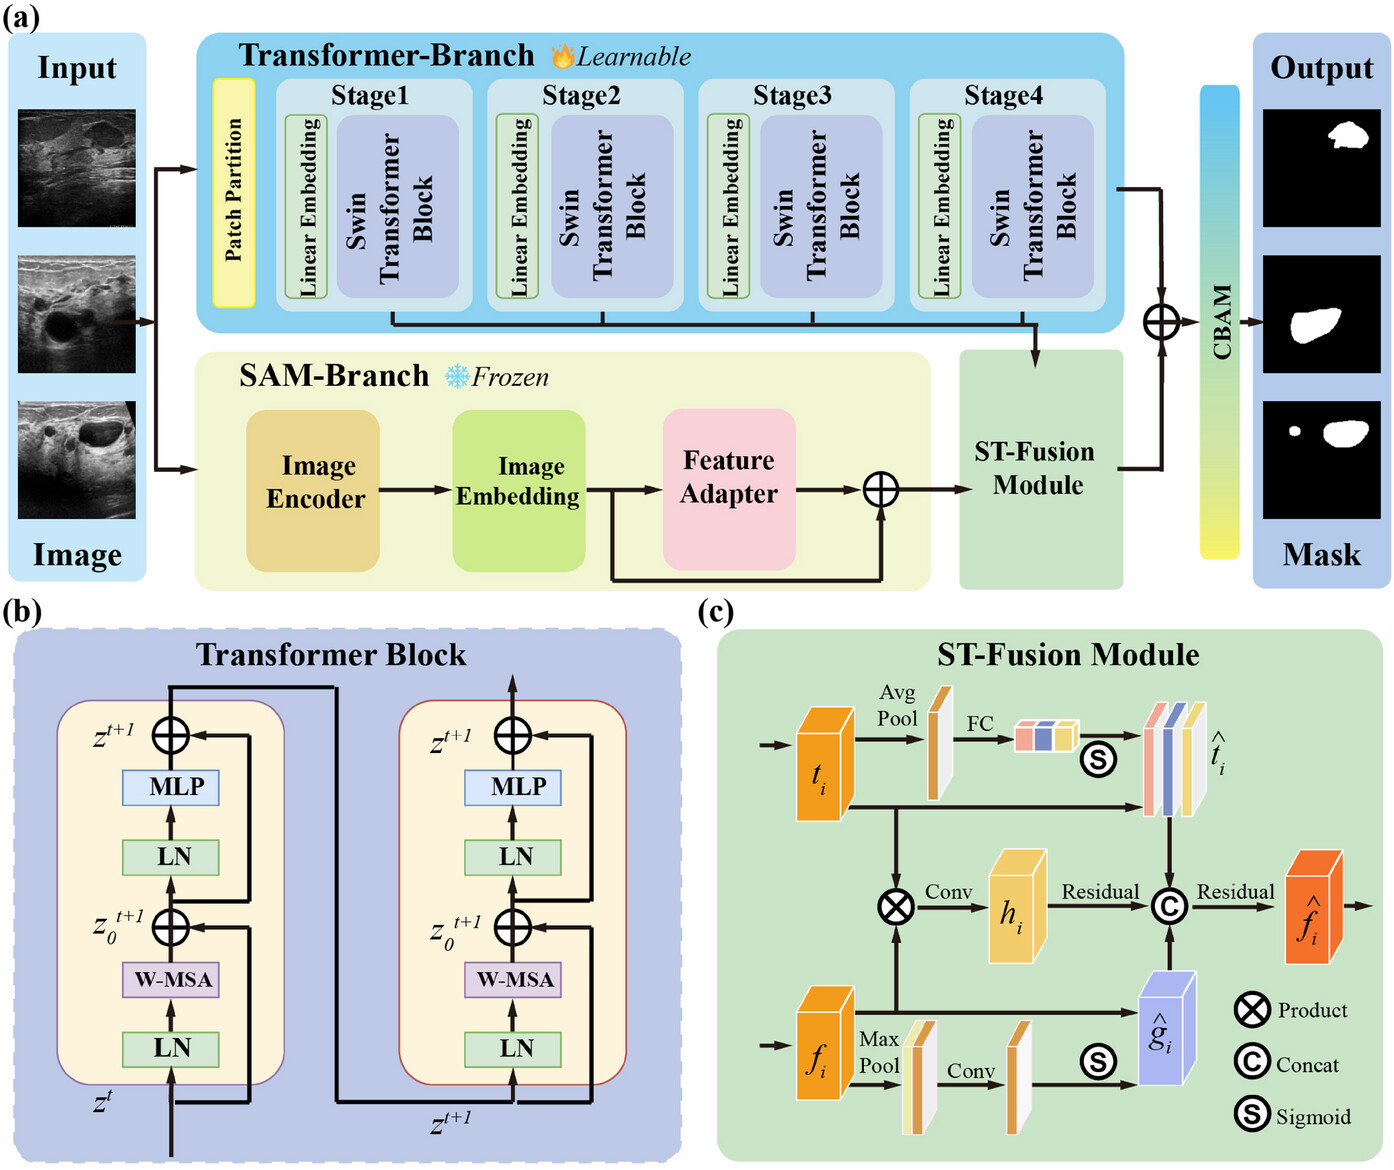 (a)
Input
Image
Transformer-Branch Learnable
Patch Partition
Stage1
Linear Embedding
Swin
Transformer
Block
Stage2
Linear Embedding
Swin
Transformer
Block
Stage3
Linear Embedding
Swin
Transformer
Block
Stage4
Linear Embedding
Swin
Transformer
Block
SAM-Branch Frozen
Image
Encoder
Image
Embedding
Feature
Adapter
ST-Fusion
Module
CBAM
Output
Mask
(b)
Transformer Block
z^{t+1}
MLP
LN
z_0^{t+1}
W-MSA
LN
z^t
z^{t+1}
MLP
LN
z_0^{t+1}
W-MSA
LN
z^{t+1}
(c)
ST-Fusion Module
t_i
Avg
Pool
FC
S
\hat{t}_i
Conv
h_i
Residual
C
Residual
\hat{f}_i
f_i
Max
Pool
Conv
S
\hat{g}_i
Product
C Concat
S Sigmoid